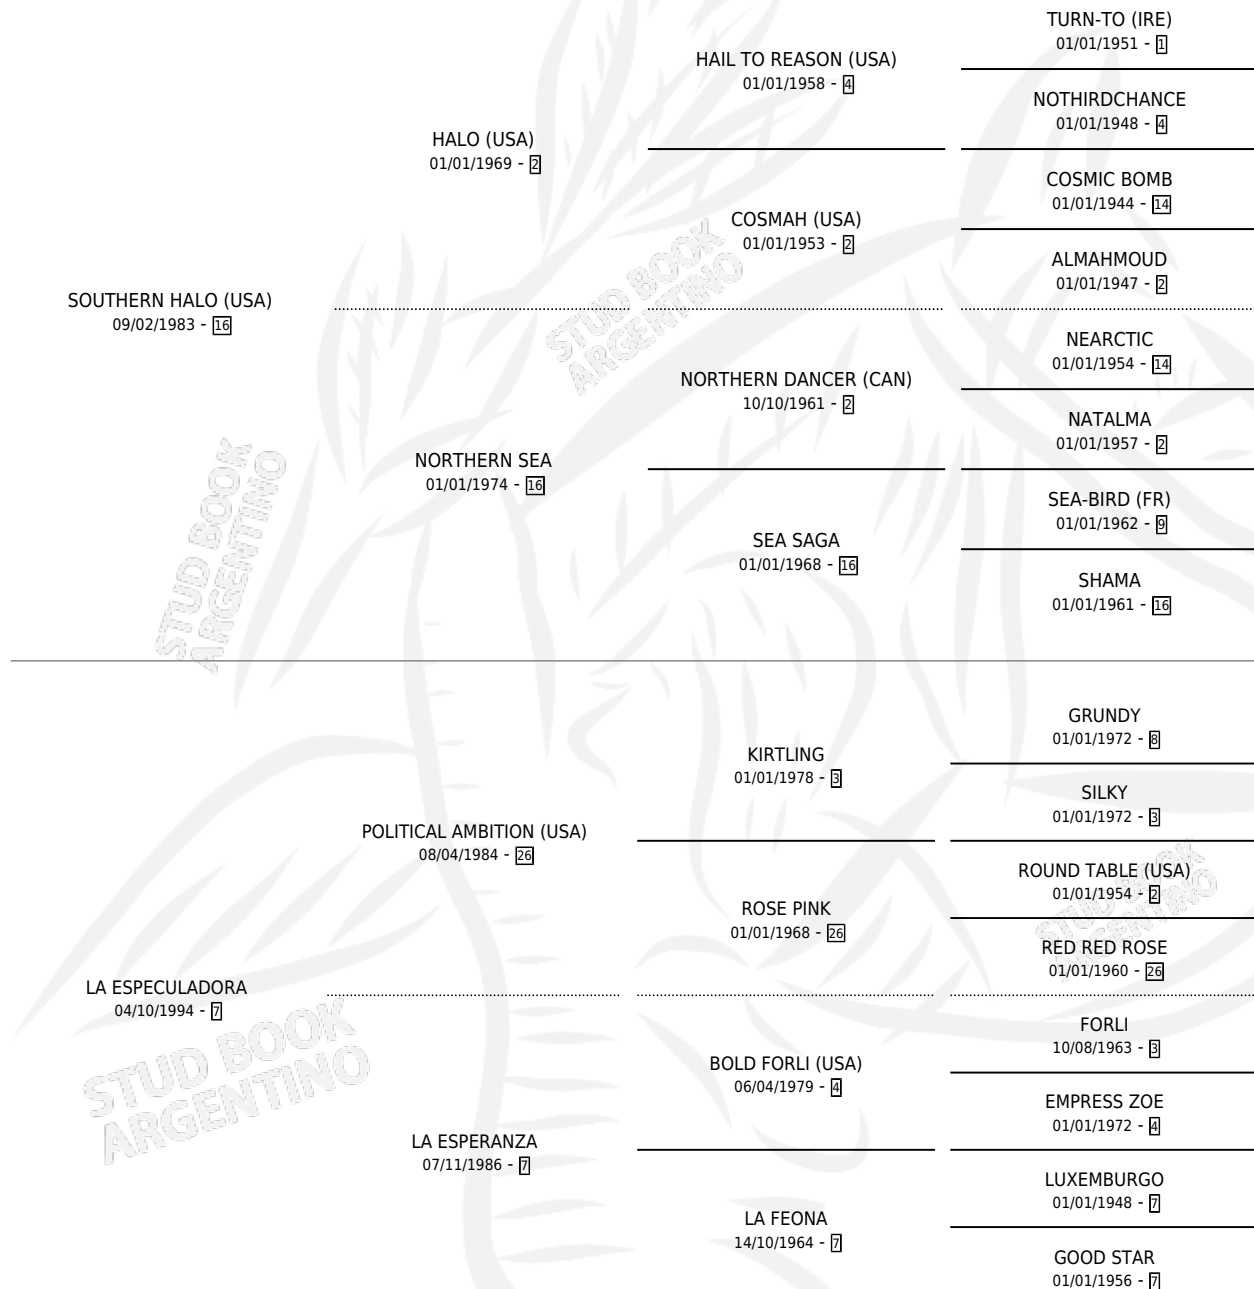 TURN-TO (IRE)
01/01/1951 - 1
HAIL TO REASON (USA)
01/01/1958 - 4
NOTHIRDCHANCE
01/01/1948 - 4
HALO (USA)
01/01/1969 - 2
COSMIC BOMB
01/01/1944 - 14
COSMAH (USA)
01/01/1953 - 2
ALMAHMOUD
01/01/1947 - 2
SOUTHERN HALO (USA)
09/02/1983 - 16
NEARCTIC
01/01/1954 - 14
NORTHERN DANCER (CAN)
10/10/1961 - 2
NATALMA
01/01/1957 - 2
NORTHERN SEA
01/01/1974 - 16
SEA-BIRD (FR)
01/01/1962 - 9
SEA SAGA
01/01/1968 - 16
SHAMA
01/01/1961 - 16
GRUNDY
01/01/1972 - 8
KIRTLING
01/01/1978 - 3
SILKY
01/01/1972 - 3
POLITICAL AMBITION (USA)
08/04/1984 - 26
ROUND TABLE (USA)
01/01/1954 - 2
ROSE PINK
01/01/1968 - 26
RED RED ROSE
01/01/1960 - 26
LA ESPECULADORA
04/10/1994 - 7
FORLI
10/08/1963 - 3
BOLD FORLI (USA)
06/04/1979 - 4
EMPRESS ZOE
01/01/1972 - 4
LA ESPERANZA
07/11/1986 - 7
LUXEMBURGO
01/01/1948 - 7
LA FEONA
14/10/1964 - 7
GOOD STAR
01/01/1956 - 7
STUD BOOK
ARGENTINO
STUD BOOK
ARGENTINO
STUD BOOK
ARGENTINO
STUD BOOK
ARGENTINO